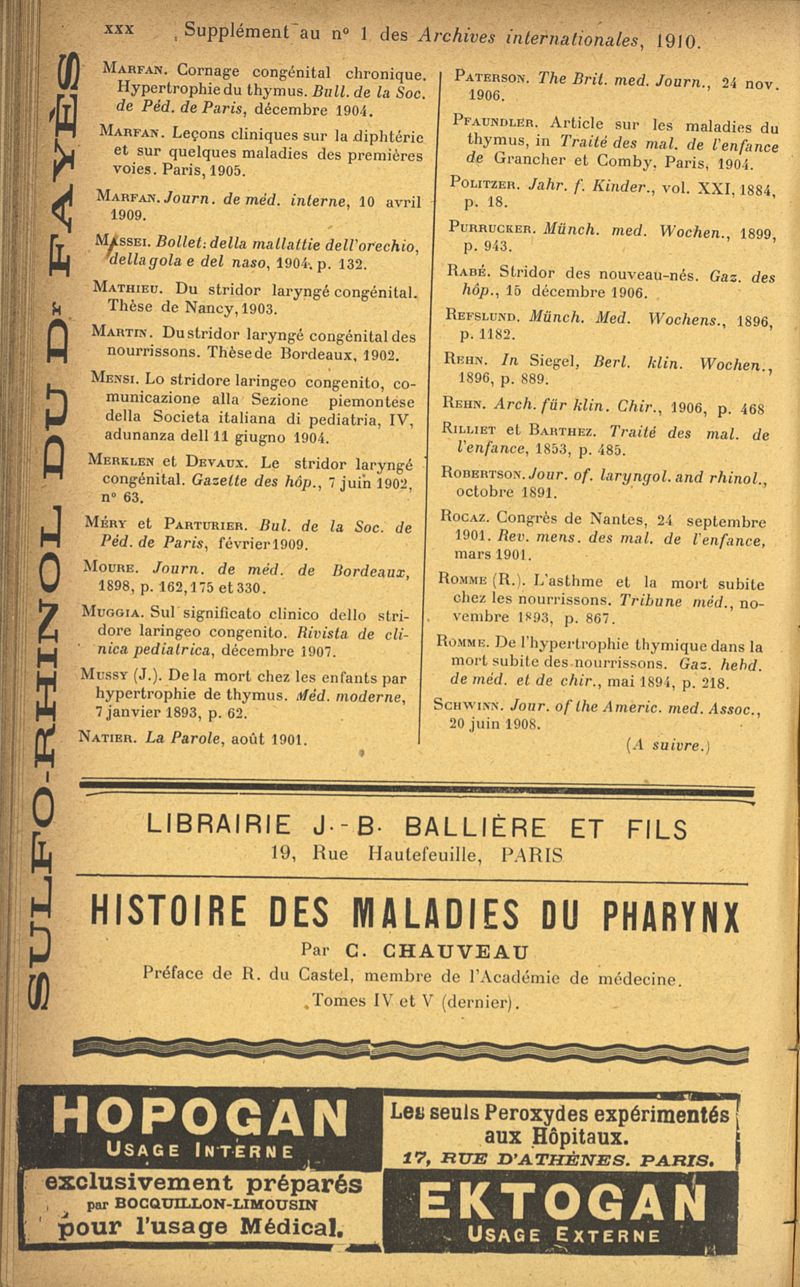 xxx Supplément au n° 1 des Archives internationales, 1910.
SULFO-RHINOL DU Dr FAYÈS
MARFAN. Cornage congénital chronique.
Hypertrophie du thymus. Bull. de la Soc.
de Péd. de Paris, décembre 1904.
MARFAN. Leçons cliniques sur la diphtérie
et sur quelques maladies des premières
voies. Paris, 1905.
MARFAN. Journ. de méd. interne, 10 avril
1909.
MASSEI. Bollet. della mallattie dell'orechio,
della gola e del naso, 1904, p. 132.
MATHIEU. Du stridor laryngé congénital.
Thèse de Nancy, 1903.
MARTIN. Du stridor laryngé congénital des
nourrissons. Thèse de Bordeaux, 1902.
MENSI. Lo stridore laringeo congenito, co-
municazione alla Sezione piemontese
della Societa italiana di pediatria, IV,
adunanza dell 11 giugno 1904.
MERKLEN et DEVAUX. Le stridor laryngé
congénital. Gazette des hôp., 7 juin 1902,
n° 63.
MÉRY et PARTURIER. Bul. de la Soc. de
Péd. de Paris, février 1909.
MOURE. Journ. de méd. de Bordeaux,
1898, p. 162, 175 et 330.
MUGGIA. Sul significato clinico dello stri-
dore laringeo congenito. Rivista de cli-
nica pediatrica, décembre 1907.
MUSSY (J.). De la mort chez les enfants par
hypertrophie de thymus. Méd. moderne,
7 janvier 1893, p. 62.
NATIER. La Parole, août 1901.
PATERSON. The Brit. med. Journ., 24 nov.
1906.
PFAUNDLER. Article sur les maladies du
thymus, in Traité des mal. de l'enfance
de Grancher et Comby, Paris, 1904.
POLITZER. Jahr. f. Kinder., vol. XXI, 1884,
p. 18.
PURRUCKER. Münch. med. Wochen., 1899,
p. 943.
RABÉ. Stridor des nouveau-nés. Gaz. des
hôp., 15 décembre 1906.
REFSLUND. Münch. Med. Wochens., 1896,
p. 1182.
REHN. In Siegel, Berl. klin. Wochen.,
1896, p. 889.
REHN. Arch. für klin. Chir., 1906, p. 468
RILLIET et BARTHEZ. Traité des mal. de
l'enfance, 1853, p. 485.
ROBERTSON. Jour. of. laryngol. and rhinol.,
octobre 1891.
ROCAZ. Congrès de Nantes, 24 septembre
1901. Rev. mens. des mal. de l'enfance,
mars 1901.
ROMME (R.). L'asthme et la mort subite
chez les nourrissons. Tribune méd., no-
vembre 1893, p. 867.
ROMME. De l'hypertrophie thymique dans la
mort subite des nourrissons. Gaz. hebd.
de méd. et de chir., mai 1894, p. 218.
SCHWINN. Jour. of the Americ. med. Assoc.,
20 juin 1908.
(A suivre.)
LIBRAIRIE J.-B. BALLIÈRE ET FILS
19, Rue Hautefeuille, PARIS
HISTOIRE DES MALADIES DU PHARYNX
Par C. CHAUVEAU
Préface de R. du Castel, membre de l'Académie de médecine.
Tomes IV et V (dernier).
HOPOGAN
USAGE INTERNE
exclusivement préparés
par BOCQUILLON-LIMOUSIN
pour l'usage Médical.
Les seuls Peroxydes expérimentés
aux Hôpitaux.
17, RUE D'ATHÈNES. PARIS.
EKTOGAN
USAGE EXTERNE